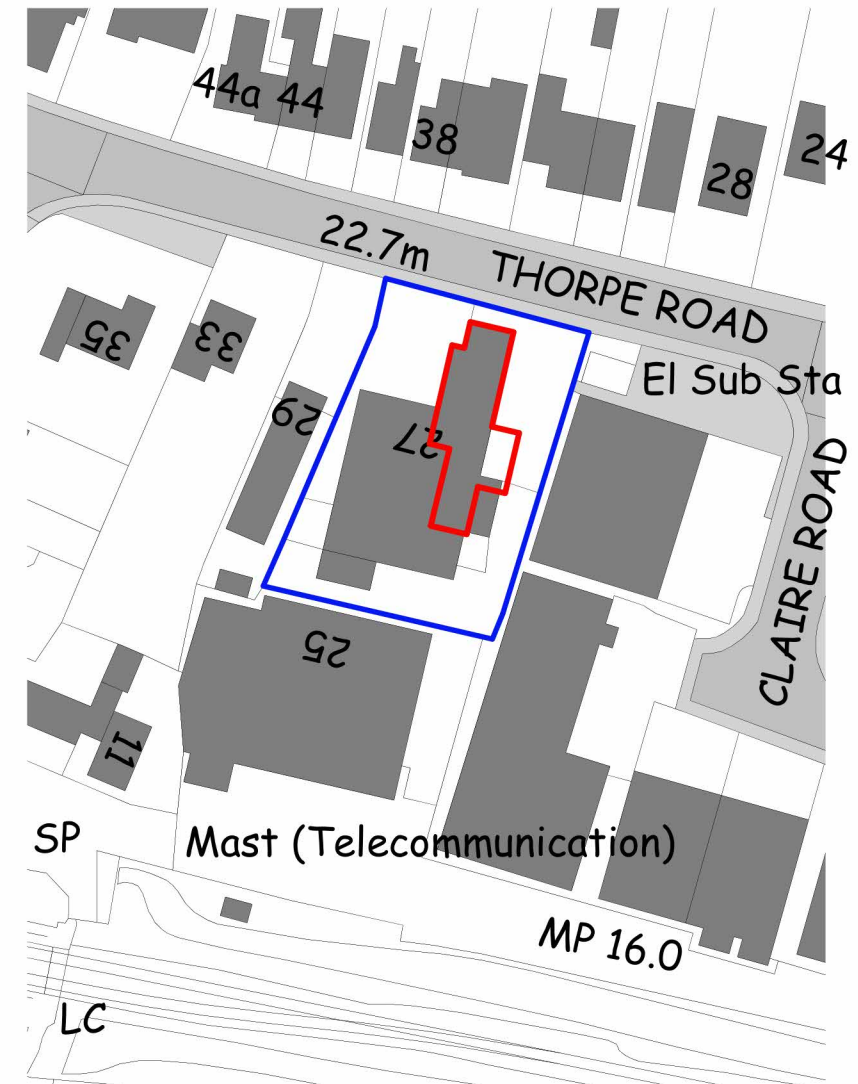 44a 44
38
28
24
22.7m
THORPE ROAD
35
33
El Sub Sta
29
27
CLAIRE ROAD
25
11
SP
Mast (Telecommunication)
MP 16.0
LC